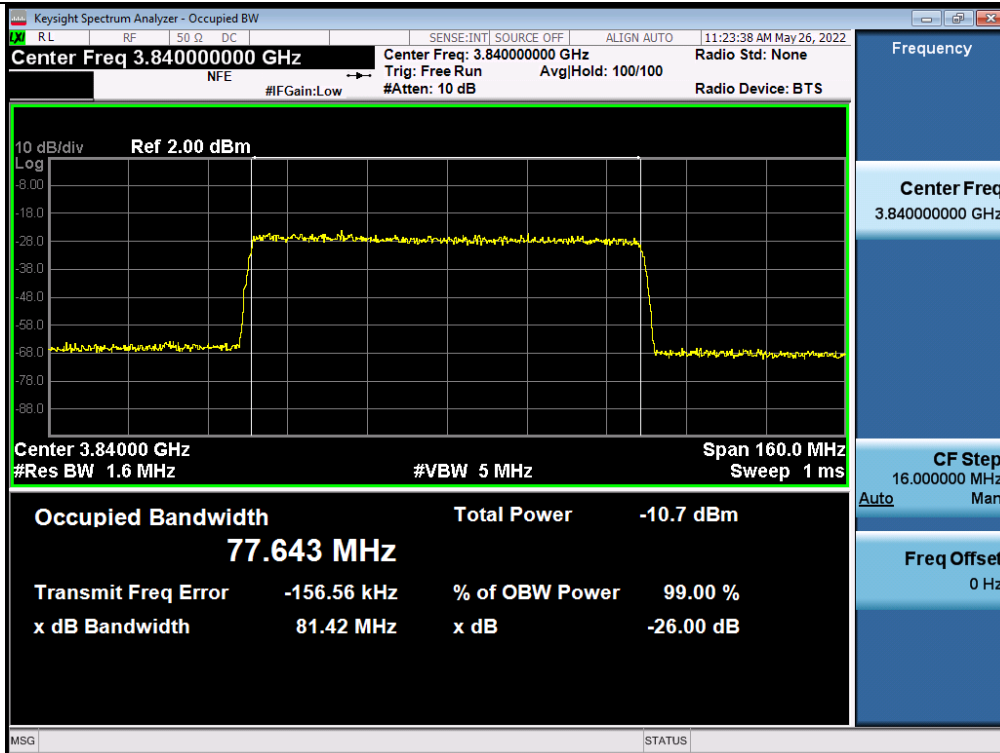 Keysight Spectrum Analyzer - Occupied BW
LXI RL RF 50 Ω DC SENSE:INT SOURCE OFF ALIGN AUTO 11:23:38 AM May 26, 2022
Center Freq 3.840000000 GHz Center Freq: 3.840000000 GHz Radio Std: None
NFE Trig: Free Run Avg|Hold: 100/100
#IFGain:Low #Atten: 10 dB Radio Device: BTS
10 dB/div Ref 2.00 dBm
Log
-8.00
-18.0
-28.0
-38.0
-48.0
-58.0
-68.0
-78.0
-88.0
Center 3.84000 GHz Span 160.0 MHz
#Res BW 1.6 MHz #VBW 5 MHz Sweep 1 ms
Occupied Bandwidth Total Power -10.7 dBm
77.643 MHz
Transmit Freq Error -156.56 kHz % of OBW Power 99.00 %
x dB Bandwidth 81.42 MHz x dB -26.00 dB
MSG STATUS
Frequency
Center Freq
3.840000000 GHz
CF Step
16.000000 MHz
Auto Man
Freq Offset
0 Hz